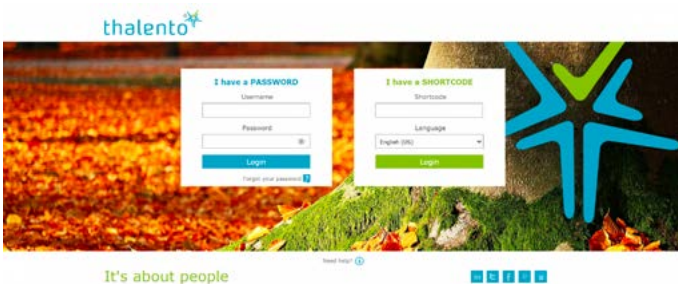 thalento
I have a PASSWORD
Username
Password
Login
Forgot your password ?
I have a SHORTCODE
Shortcode
Language
English (US)
Login
Need help?
It's about people